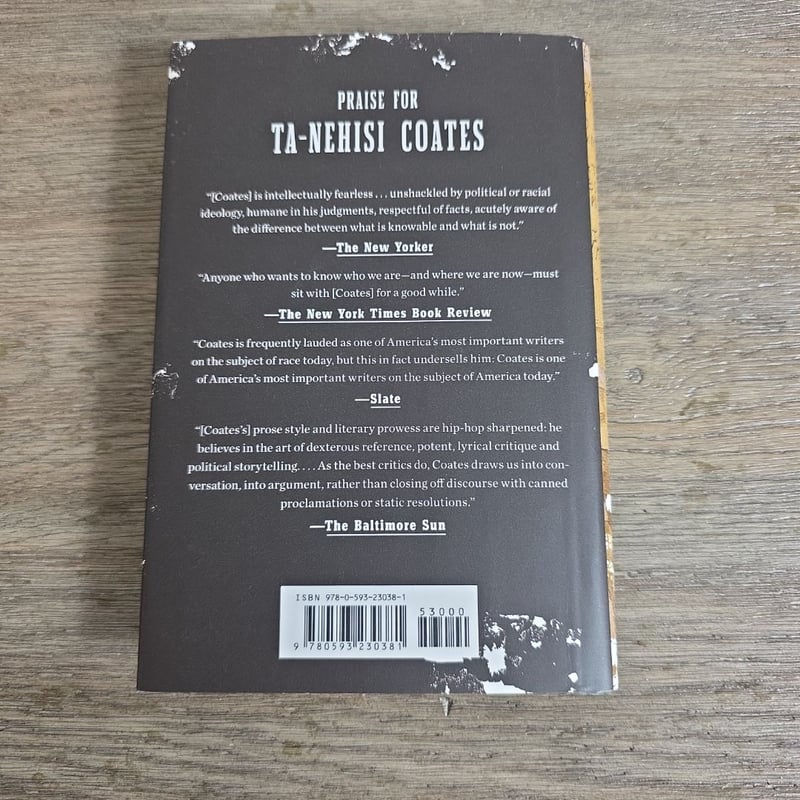 PRAISE FOR
TA-NEHISI COATES
“[Coates] is intellectually fearless . . . unshackled by political or racial
ideology, humane in his judgments, respectful of facts, acutely aware of
the difference between what is knowable and what is not.”
—The New Yorker
“Anyone who wants to know who we are—and where we are now—must
sit with [Coates] for a good while.”
—The New York Times Book Review
“Coates is frequently lauded as one of America’s most important writers
on the subject of race today, but this in fact undersells him: Coates is one
of America’s most important writers on the subject of America today.”
—Slate
“[Coates’s] prose style and literary prowess are hip-hop sharpened: he
believes in the art of dexterous reference, potent, lyrical critique and
political storytelling. . . . As the best critics do, Coates draws us into con-
versation, into argument, rather than closing off discourse with canned
proclamations or static resolutions.”
—The Baltimore Sun
ISBN 978-0-593-23038-1
53000
9 780593 230381